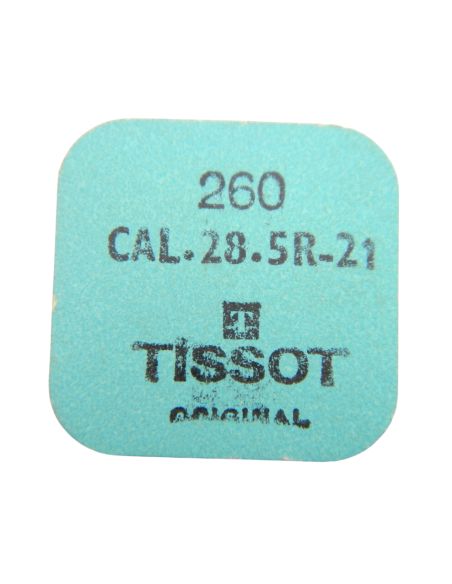 260
CAL.28.5R-21
T
TISSOT
ORIGINAL